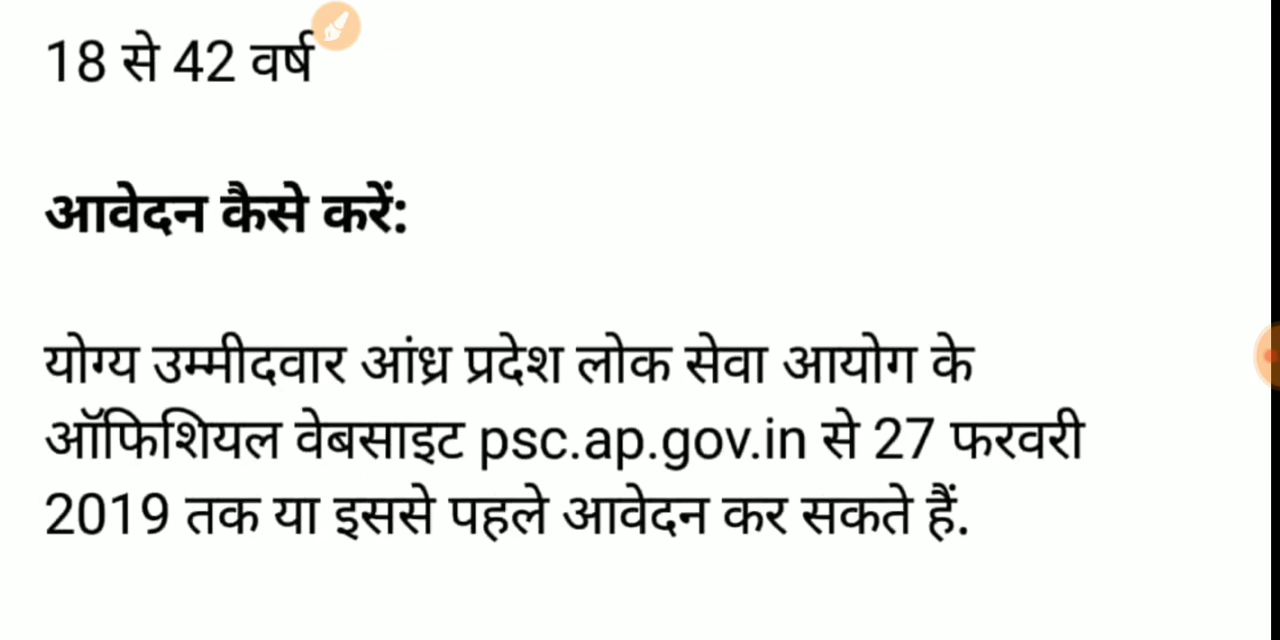 18 से 42 वर्ष
आवेदन कैसे करें:
योग्य उम्मीदवार आंध्र प्रदेश लोक सेवा आयोग के
ऑफिशियल वेबसाइट psc.ap.gov.in से 27 फरवरी
2019 तक या इससे पहले आवेदन कर सकते हैं.